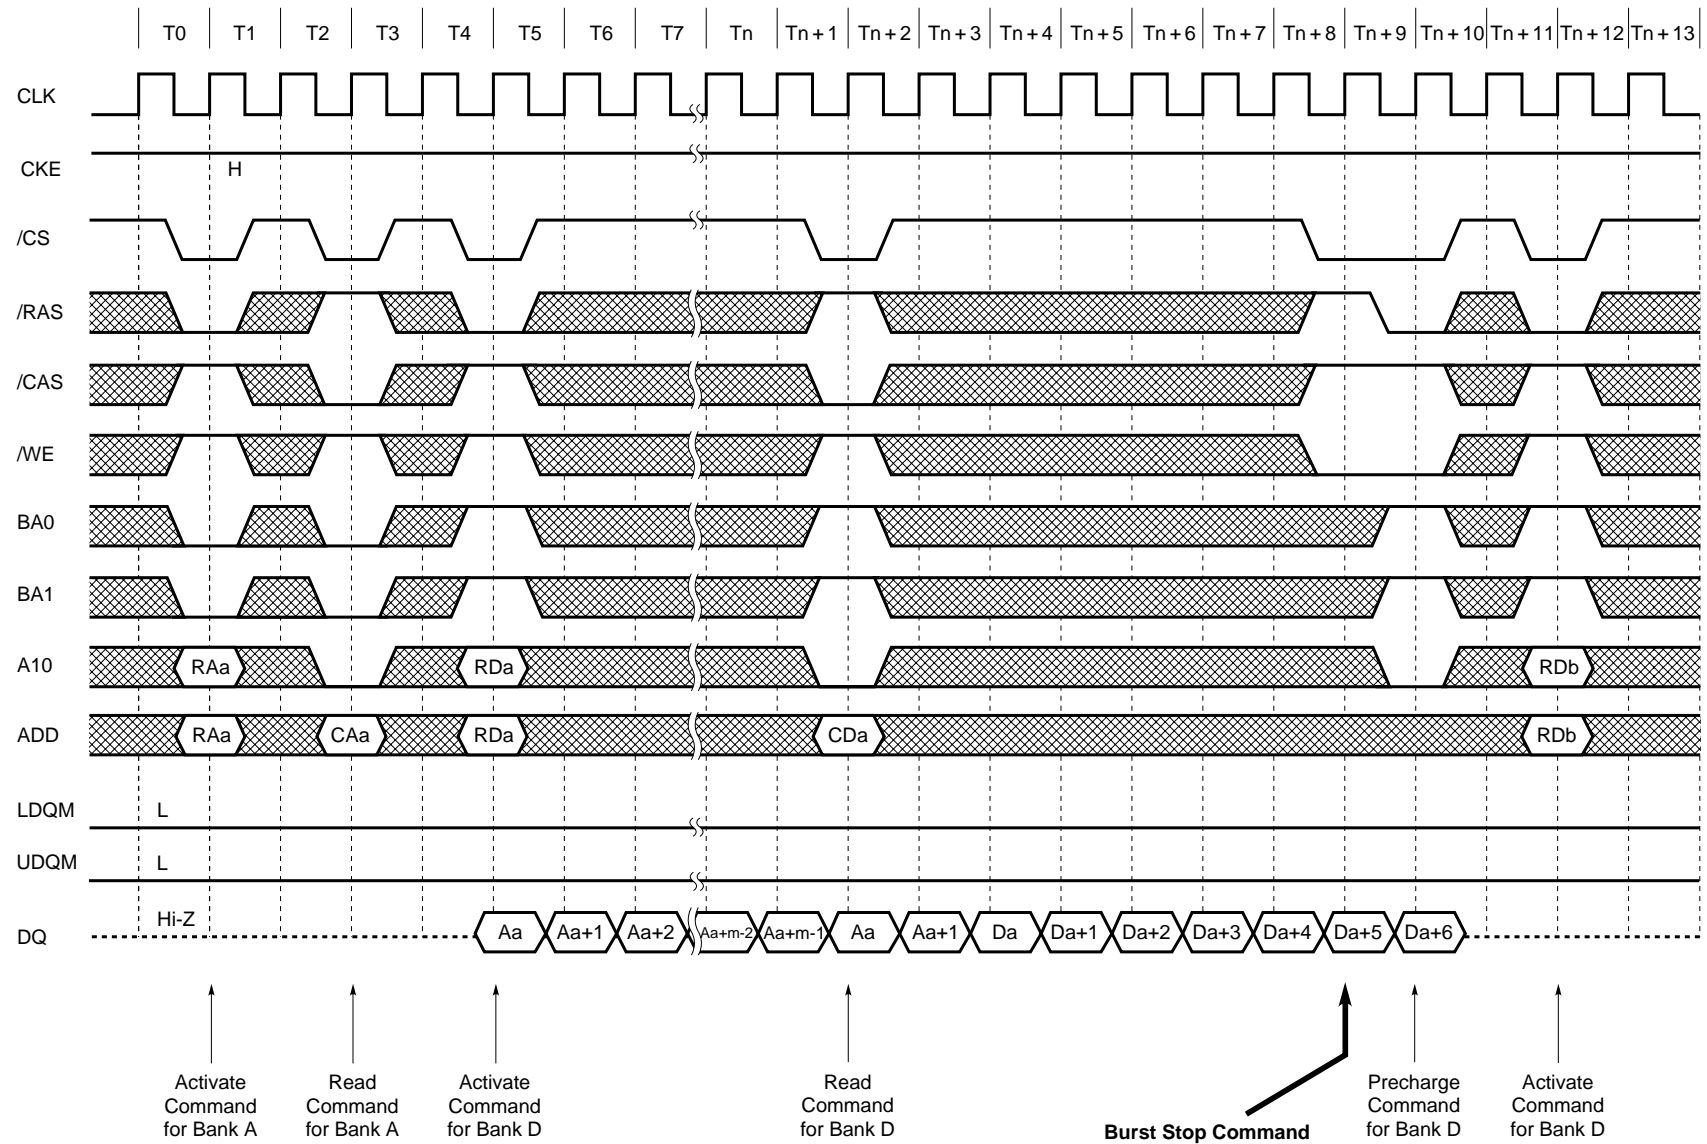 T0 T1 T2 T3 T4 T5 T6 T7 Tn Tn + 1 Tn + 2 Tn + 3 Tn + 4 Tn + 5 Tn + 6 Tn + 7 Tn + 8 Tn + 9 Tn + 10 Tn + 11 Tn + 12 Tn + 13
CLK
CKE H
/CS
/RAS
/CAS
/WE
BA0
BA1
A10 RAa RDa RDb
ADD RAa CAa RDa CDa RDb
LDQM L
UDQM L
DQ Hi-Z Aa Aa+1 Aa+2 Aa+m-2 Aa+m-1 Aa Aa+1 Da Da+1 Da+2 Da+3 Da+4 Da+5 Da+6
Activate
Command
for Bank A
Read
Command
for Bank A
Activate
Command
for Bank D
Read
Command
for Bank D
Burst Stop Command
Precharge
Command
for Bank D
Activate
Command
for Bank D